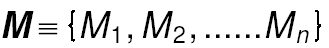 M ≡ {M₁, M₂, ......Mₙ}